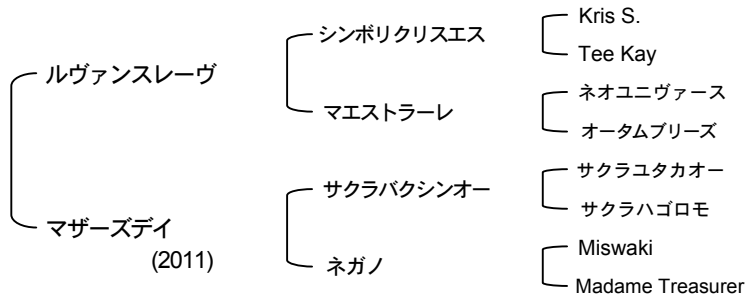 ルヴァンスレーヴ
シンボリクリスエス
Kris S.
Tee Kay
マエストラーレ
ネオユニヴァース
オータムブリーズ
マザーズデイ
(2011)
サクラバクシンオー
サクラユタカオー
サクラハゴロモ
ネガノ
Miswaki
Madame Treasurer